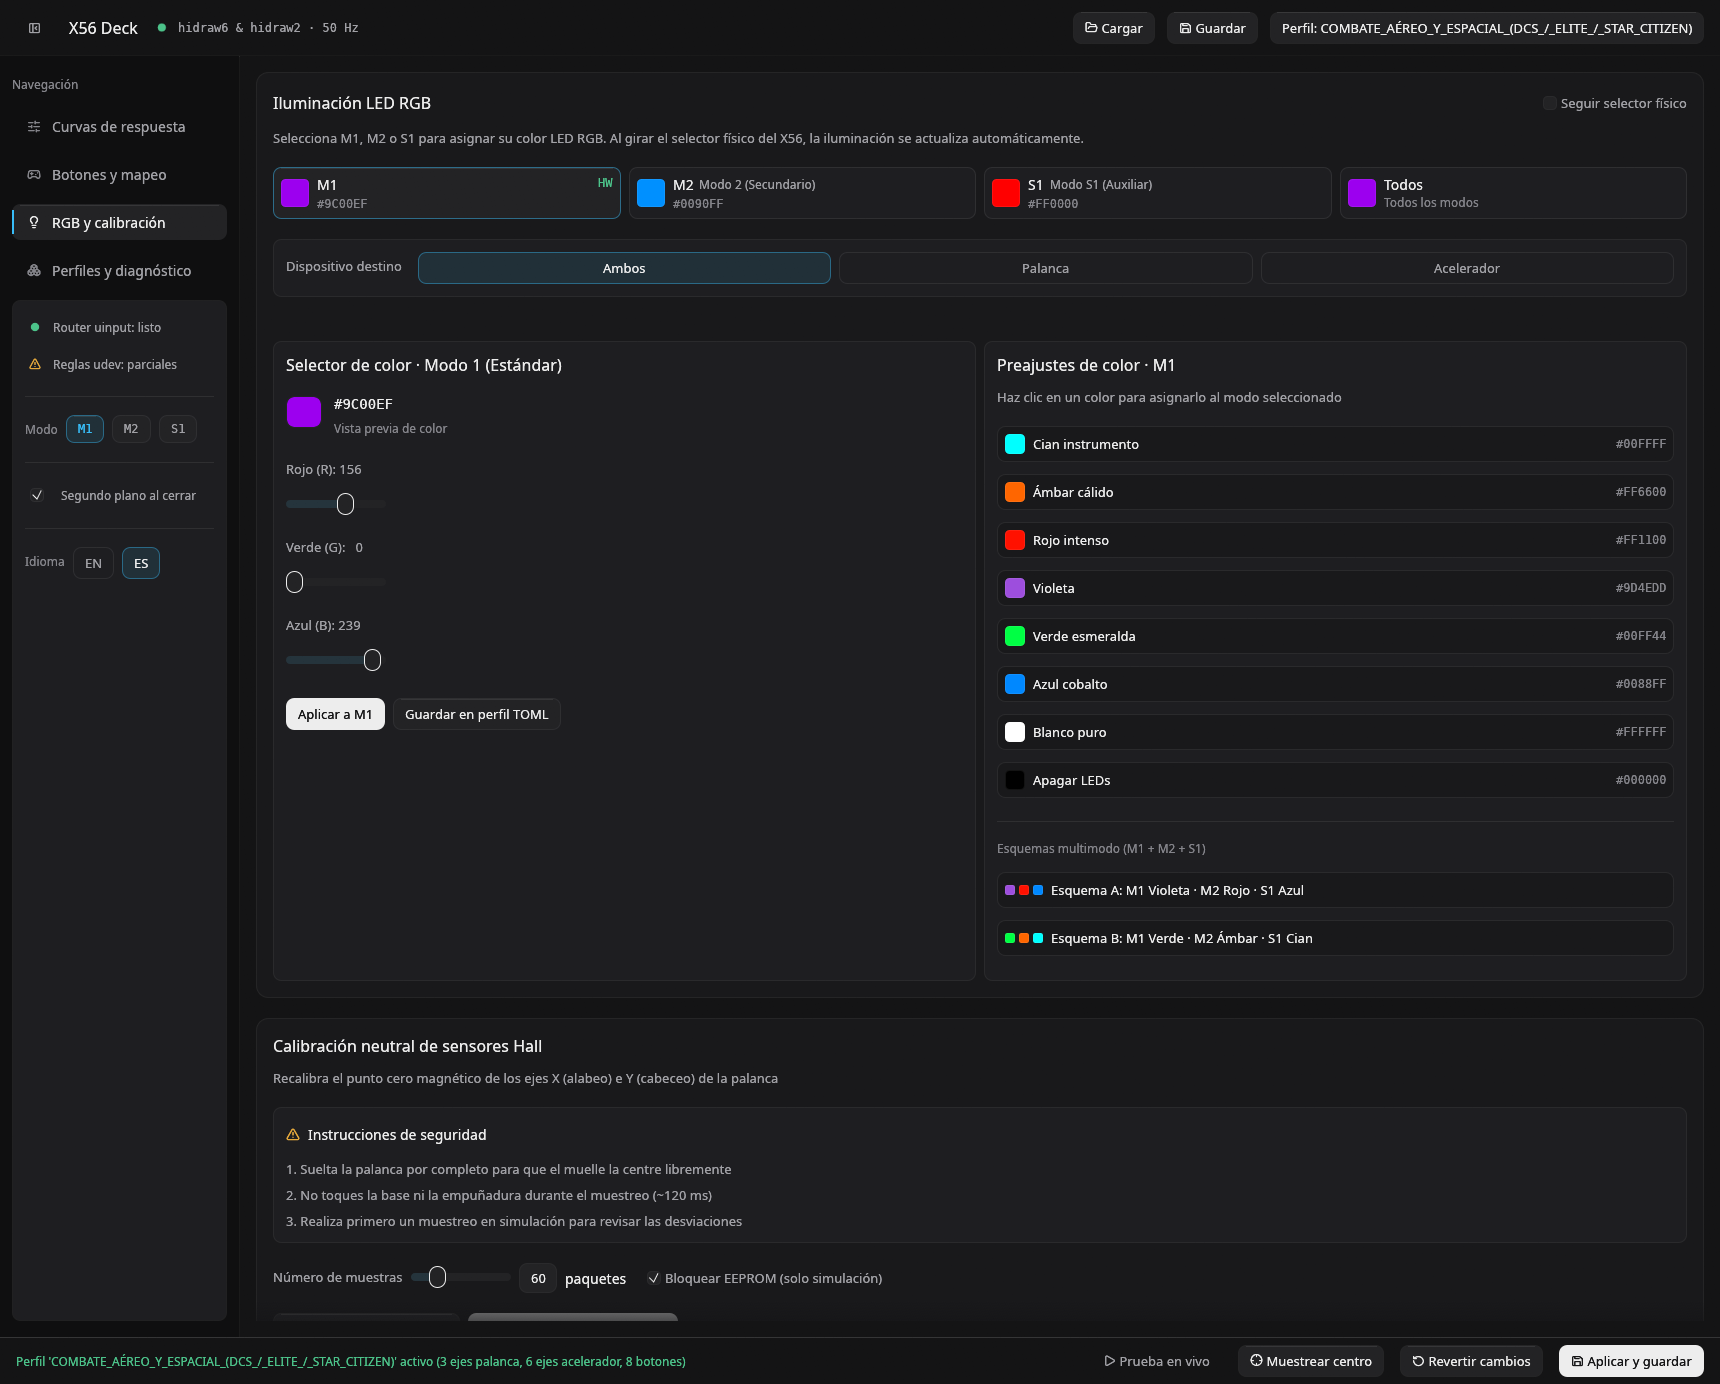 X56 Deck
hidraw6 & hidraw2 · 50 Hz
Cargar
Guardar
Perfil: COMBATE_AÉREO_Y_ESPACIAL_(DCS_/_ELITE_/_STAR_CITIZEN)
Navegación
Curvas de respuesta
Botones y mapeo
RGB y calibración
Perfiles y diagnóstico
Router uinput: listo
Reglas udev: parciales
Modo M1 M2 S1
Segundo plano al cerrar
Idioma EN ES
Iluminación LED RGB
Seguir selector físico
Selecciona M1, M2 o S1 para asignar su color LED RGB. Al girar el selector físico del X56, la iluminación se actualiza automáticamente.
M1 HW
#9C00EF
M2 Modo 2 (Secundario)
#0090FF
S1 Modo S1 (Auxiliar)
#FF0000
Todos
Todos los modos
Dispositivo destino Ambos Palanca Acelerador
Selector de color · Modo 1 (Estándar)
#9C00EF
Vista previa de color
Rojo (R): 156
Verde (G): 0
Azul (B): 239
Aplicar a M1
Guardar en perfil TOML
Preajustes de color · M1
Haz clic en un color para asignarlo al modo seleccionado
Cian instrumento #00FFFF
Ámbar cálido #FF6600
Rojo intenso #FF1100
Violeta #9D4EDD
Verde esmeralda #00FF44
Azul cobalto #0088FF
Blanco puro #FFFFFF
Apagar LEDs #000000
Esquemas multimodo (M1 + M2 + S1)
Esquema A: M1 Violeta · M2 Rojo · S1 Azul
Esquema B: M1 Verde · M2 Ámbar · S1 Cian
Calibración neutral de sensores Hall
Recalibra el punto cero magnético de los ejes X (alabeo) e Y (cabeceo) de la palanca
Instrucciones de seguridad
1. Suelta la palanca por completo para que el muelle la centre libremente
2. No toques la base ni la empuñadura durante el muestreo (~120 ms)
3. Realiza primero un muestreo en simulación para revisar las desviaciones
Número de muestras 60 paquetes Bloquear EEPROM (solo simulación)
Perfil 'COMBATE_AÉREO_Y_ESPACIAL_(DCS_/_ELITE_/_STAR_CITIZEN)' activo (3 ejes palanca, 6 ejes acelerador, 8 botones)
Prueba en vivo
Muestrear centro
Revertir cambios
Aplicar y guardar